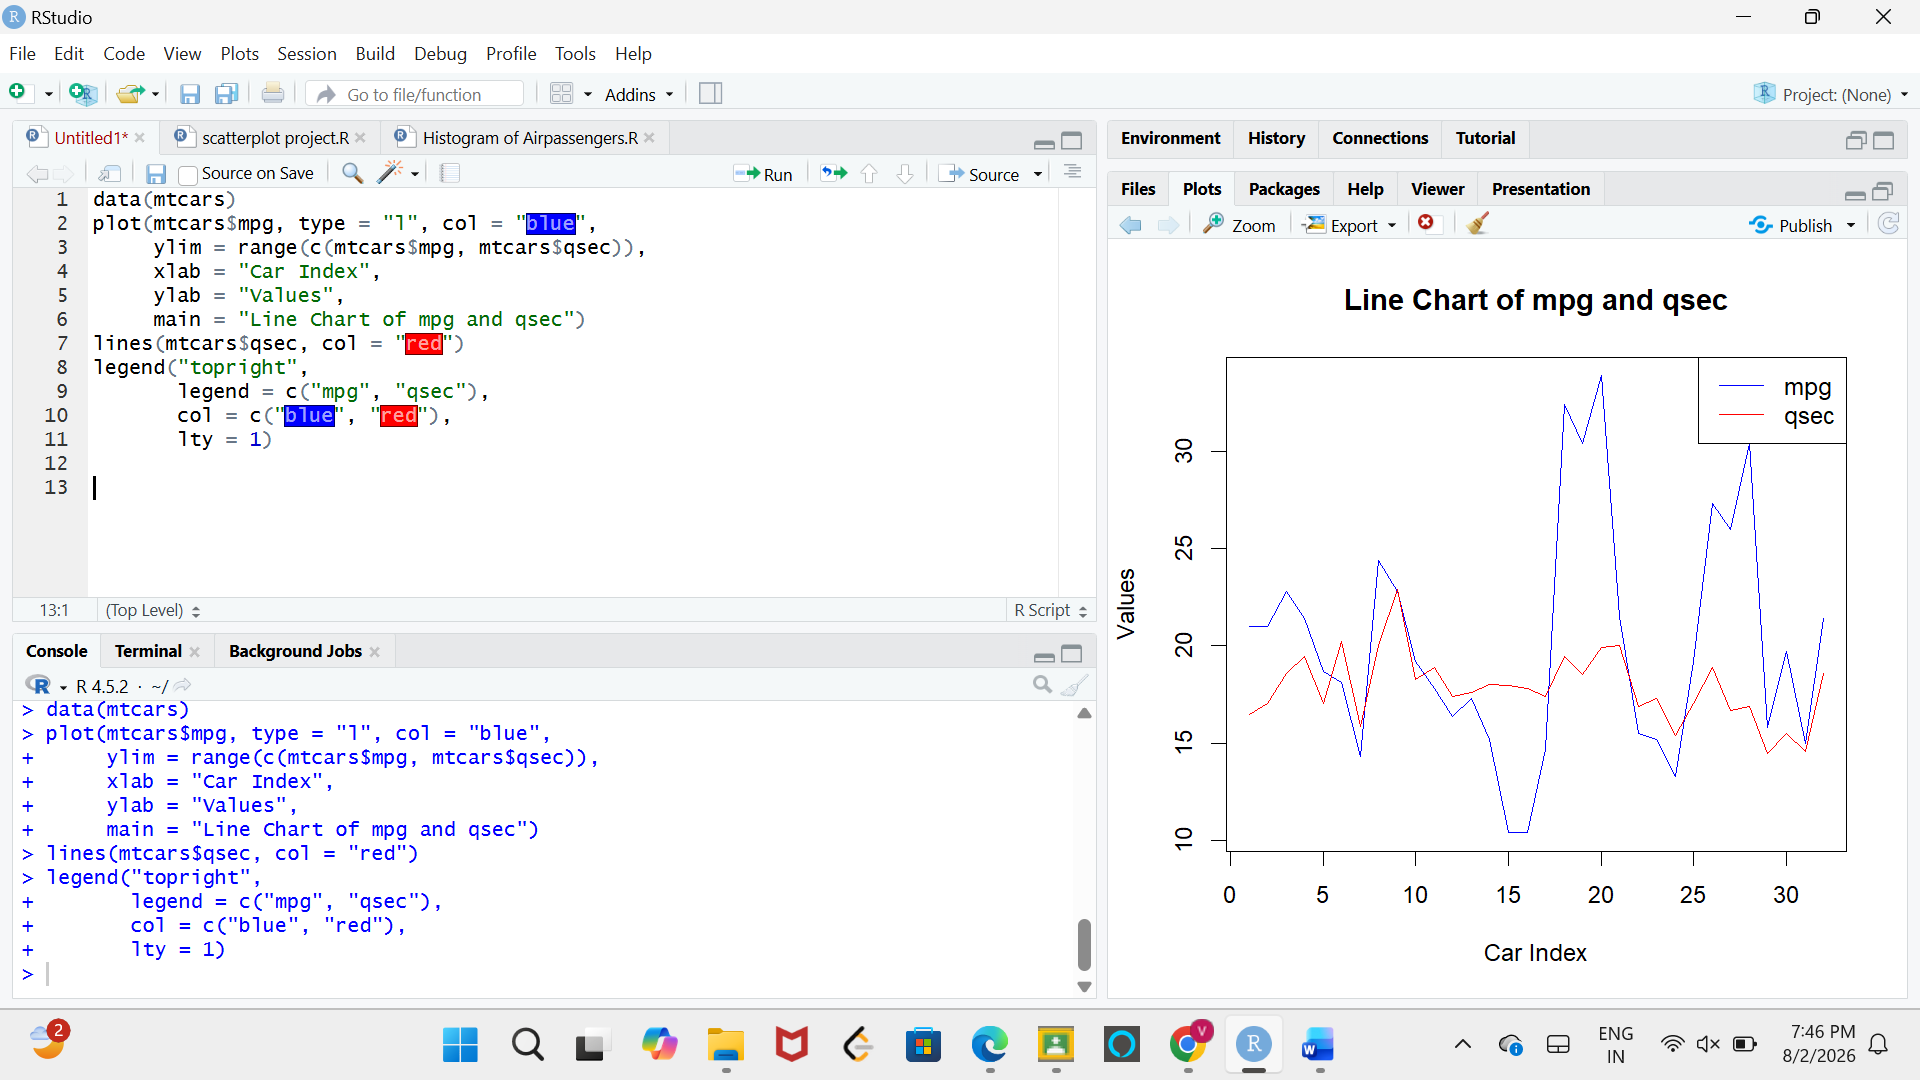 RStudio
File Edit Code View Plots Session Build Debug Profile Tools Help
Go to file/function Addins Project: (None)
Untitled1* scatterplot project.R Histogram of Airpassengers.R
Source on Save Run Source
1 data(mtcars)
2 plot(mtcars$mpg, type = "l", col = "blue",
3      ylim = range(c(mtcars$mpg, mtcars$qsec)),
4      xlab = "Car Index",
5      ylab = "Values",
6      main = "Line Chart of mpg and qsec")
7 lines(mtcars$qsec, col = "red")
8 legend("topright",
9        legend = c("mpg", "qsec"),
10        col = c("blue", "red"),
11        lty = 1)
12
13
13:1 (Top Level) R Script
Console Terminal Background Jobs
R R 4.5.2 · ~/
> data(mtcars)
> plot(mtcars$mpg, type = "l", col = "blue",
+      ylim = range(c(mtcars$mpg, mtcars$qsec)),
+      xlab = "Car Index",
+      ylab = "Values",
+      main = "Line Chart of mpg and qsec")
> lines(mtcars$qsec, col = "red")
> legend("topright",
+        legend = c("mpg", "qsec"),
+        col = c("blue", "red"),
+        lty = 1)
>
Environment History Connections Tutorial
Files Plots Packages Help Viewer Presentation
Zoom Export Publish
Line Chart of mpg and qsec
mpg
qsec
Values
30
25
20
15
10
0 5 10 15 20 25 30
Car Index
2
V
R
W
ENG
IN
7:46 PM
8/2/2026